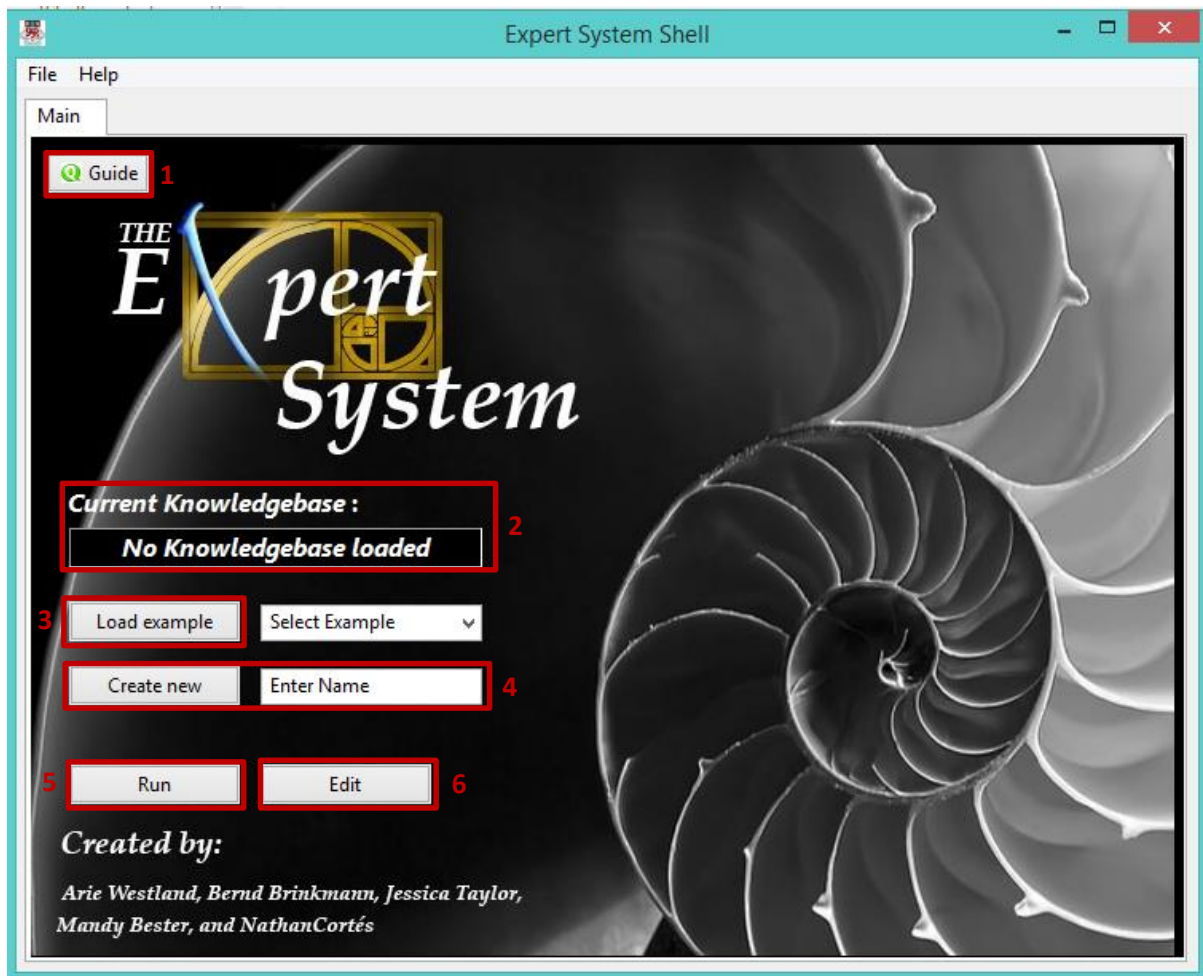 Expert System Shell
File Help
Main
Guide 1
THE
Expert
System
Current Knowledgebase :
No Knowledgebase loaded
2
3 Load example Select Example
Create new Enter Name 4
5 Run Edit 6
Created by:
Arie Westland, Bernd Brinkmann, Jessica Taylor,
Mandy Bester, and NathanCortés